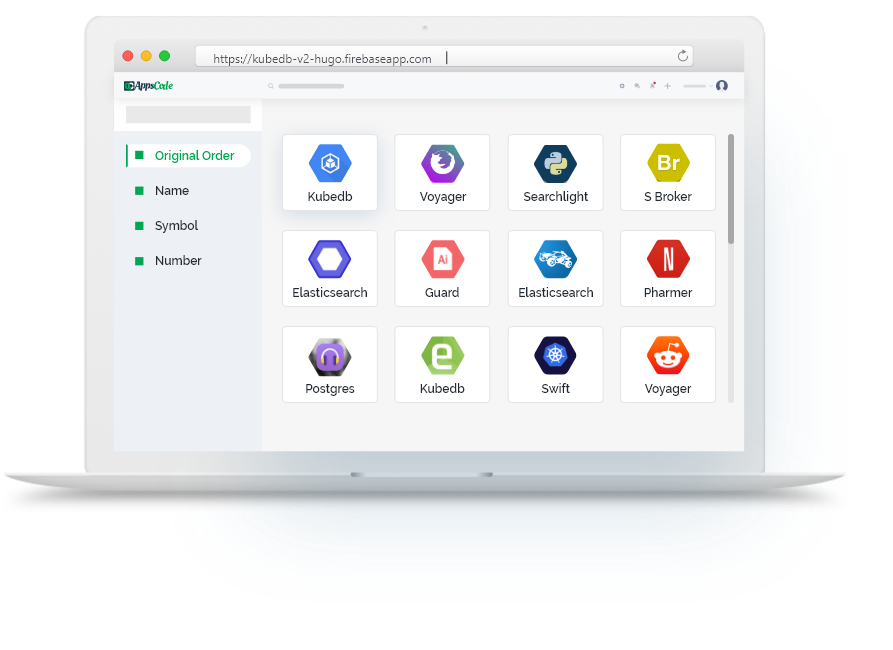 https://kubedb-v2-hugo.firebaseapp.com
AppsCode
Original Order
Name
Symbol
Number
Kubedb
Voyager
Searchlight
Br
S Broker
Elasticsearch
Ai
Guard
Elasticsearch
N
Pharmer
Postgres
e
Kubedb
Swift
Voyager